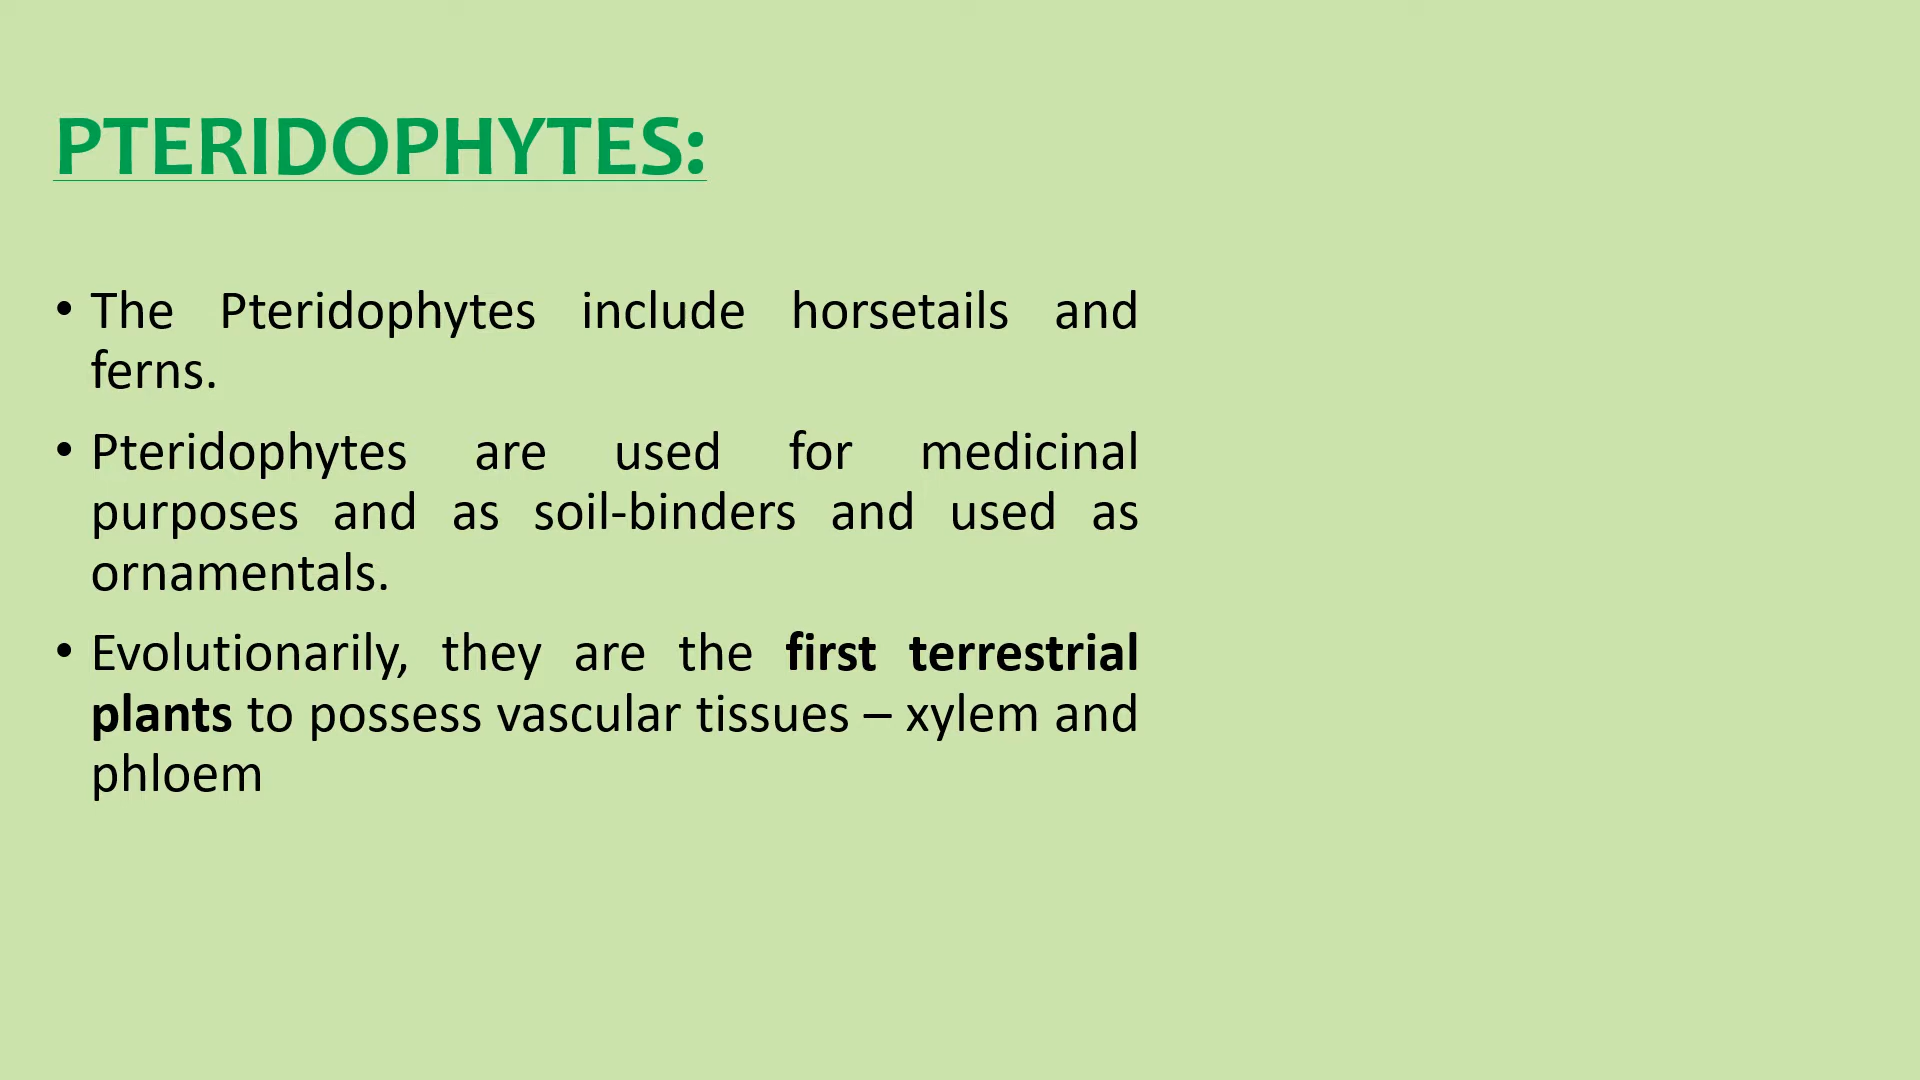 PTERIDOPHYTES:
• The Pteridophytes include horsetails and
ferns.
• Pteridophytes are used for medicinal
purposes and as soil-binders and used as
ornamentals.
• Evolutionarily, they are the first terrestrial
plants to possess vascular tissues – xylem and
phloem